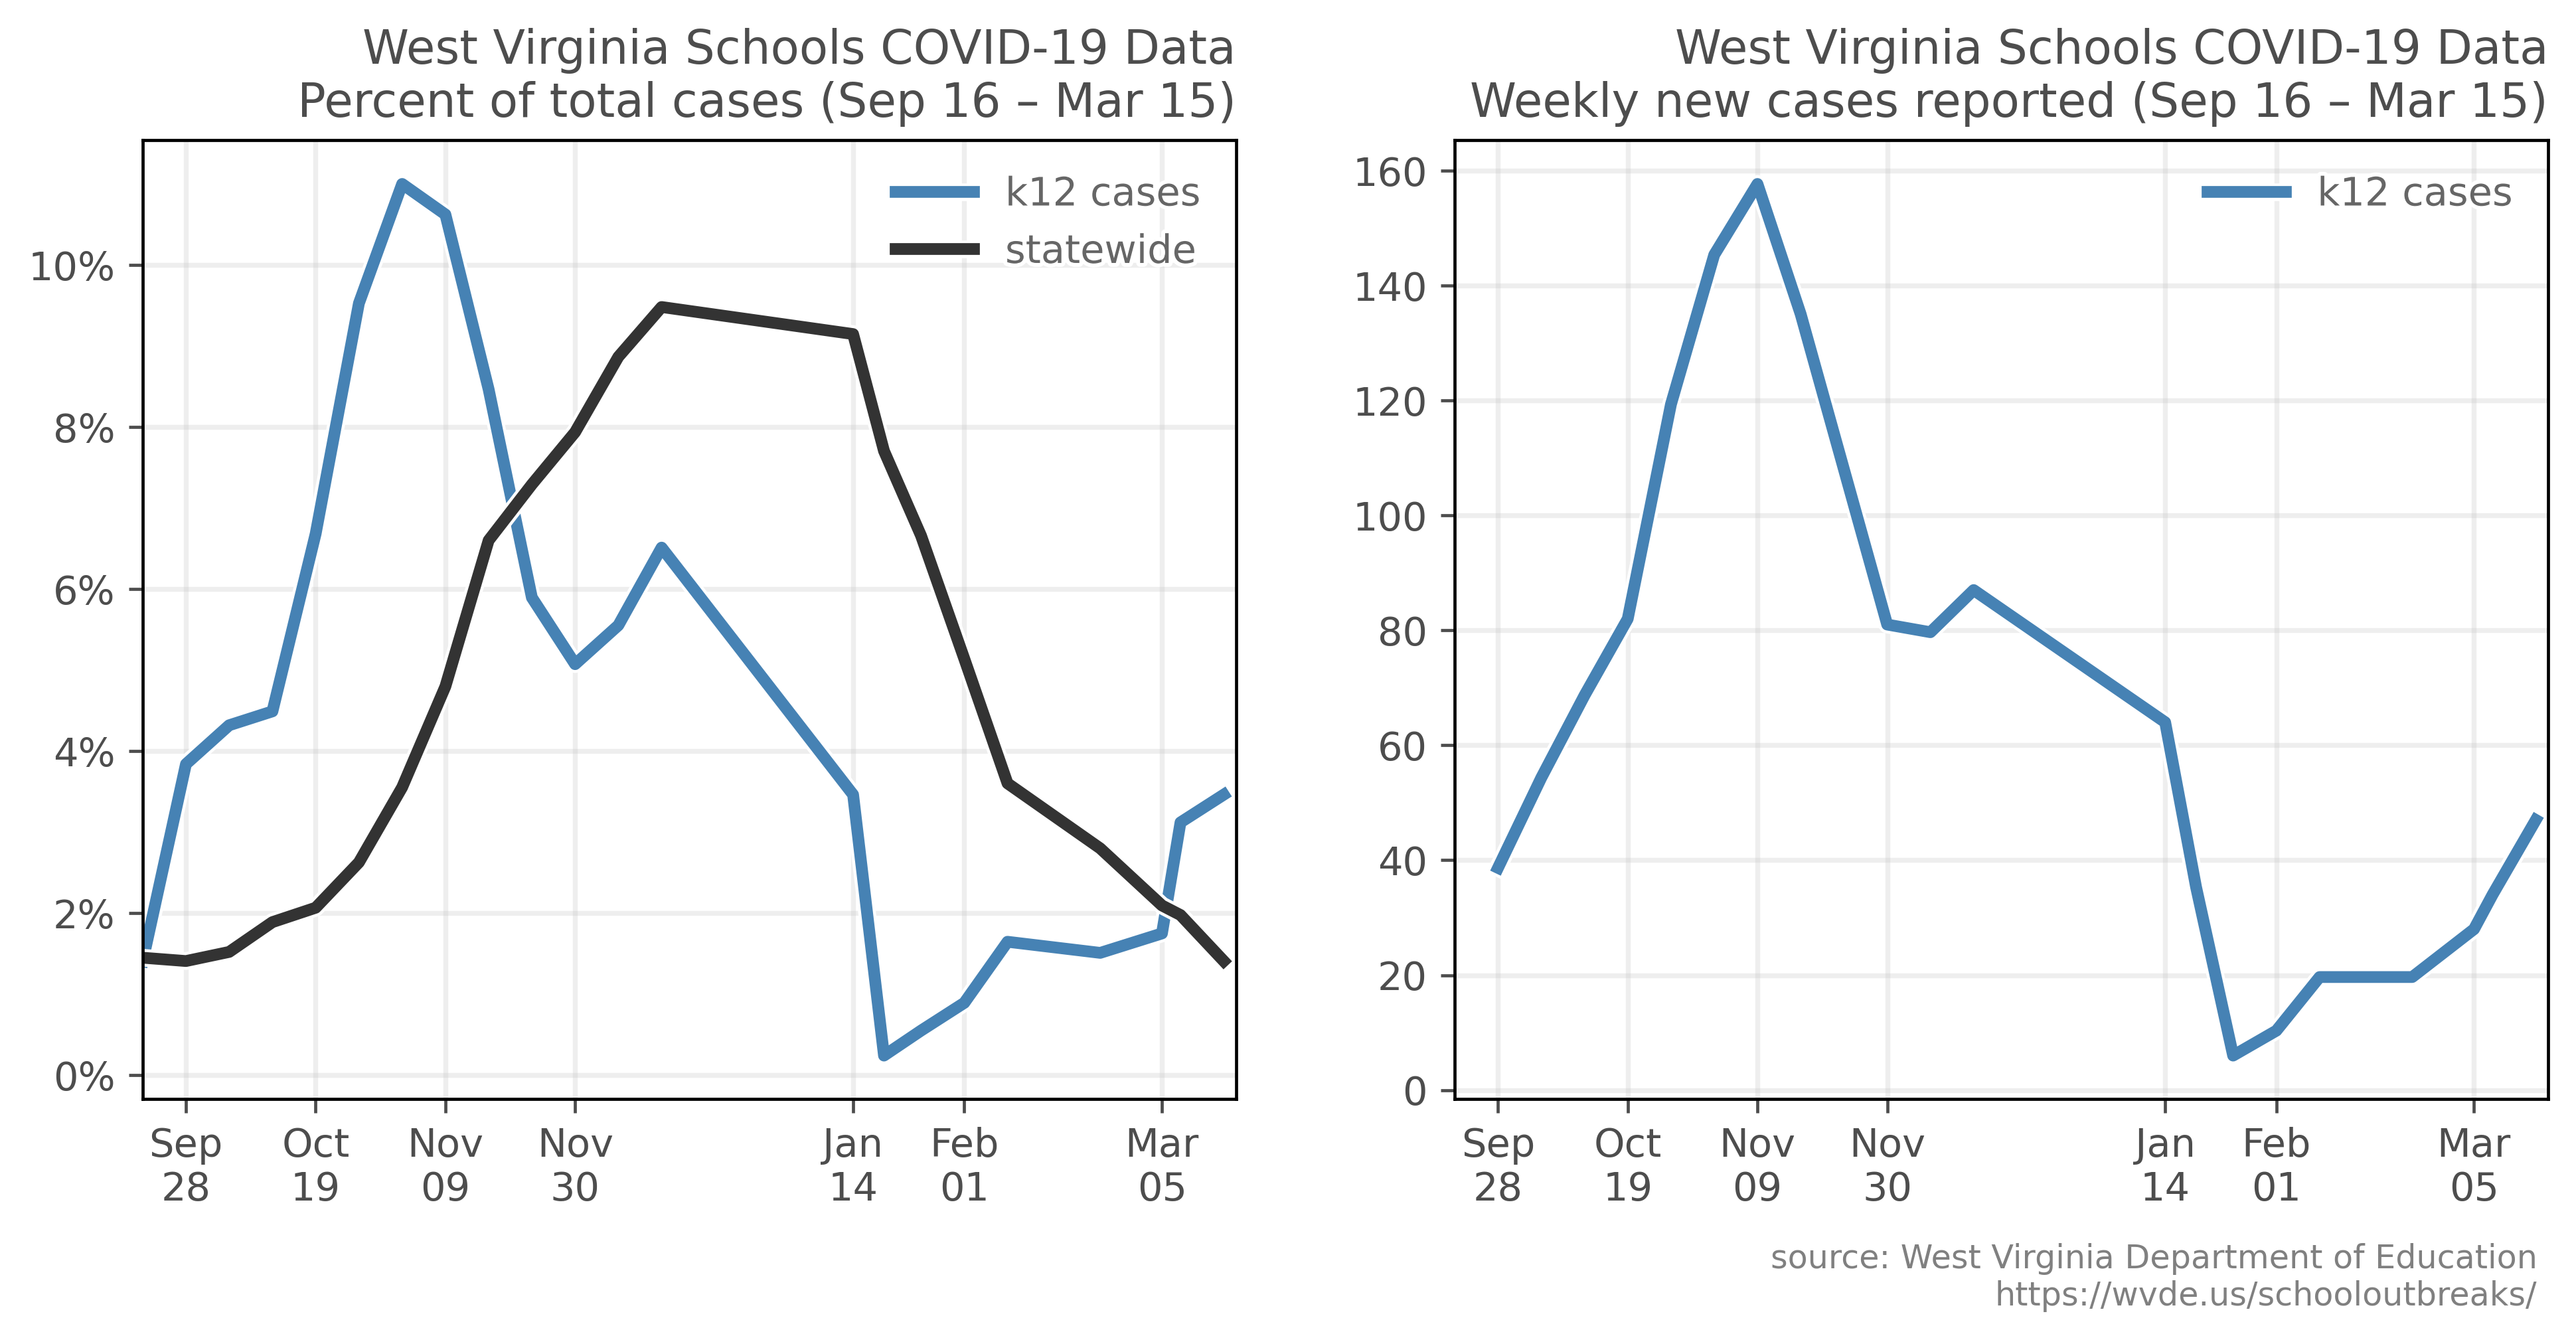 West Virginia Schools COVID-19 Data
Percent of total cases (Sep 16 – Mar 15)
k12 cases
statewide
10%
8%
6%
4%
2%
0%
Sep
28
Oct
19
Nov
09
Nov
30
Jan
14
Feb
01
Mar
05
West Virginia Schools COVID-19 Data
Weekly new cases reported (Sep 16 – Mar 15)
k12 cases
160
140
120
100
80
60
40
20
0
Sep
28
Oct
19
Nov
09
Nov
30
Jan
14
Feb
01
Mar
05
source: West Virginia Department of Education
https://wvde.us/schooloutbreaks/